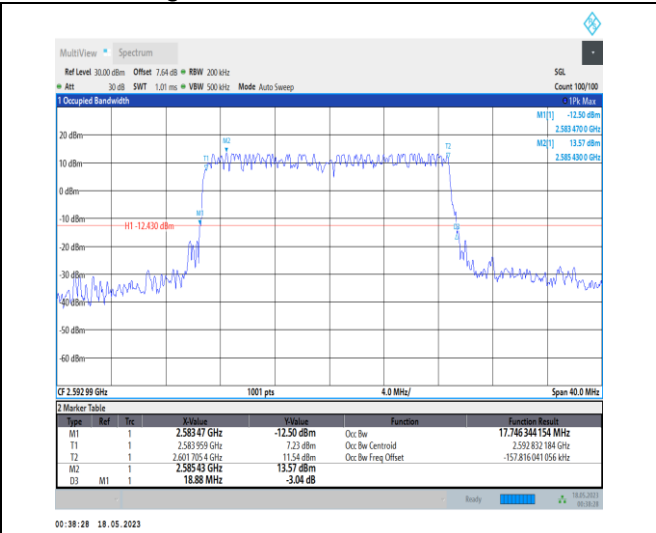 MultiView Spectrum
Ref Level 30.00 dBm Offset 7.64 dB RBW 200 kHz SGL
Att 30 dB SWT 1.01 ms VBW 500 kHz Mode Auto Sweep Count 100/100
1 Occupied Bandwidth 1Pk Max
M1[1] -12.50 dBm
2.583 470 0 GHz
M2[1] 13.57 dBm
2.585 430 0 GHz
20 dBm
M2
T2
T1
10 dBm
0 dBm
-10 dBm
M1
H1 -12.430 dBm
D3
-20 dBm
-30 dBm
-40 dBm
-50 dBm
-60 dBm
CF 2.592 99 GHz 1001 pts 4.0 MHz/ Span 40.0 MHz
2 Marker Table
Type Ref Trc X-Value Y-Value Function Function Result
M1 1 2.583 47 GHz -12.50 dBm Occ Bw 17.746 344 154 MHz
T1 1 2.583 959 GHz 7.23 dBm Occ Bw Centroid 2.592 832 184 GHz
T2 1 2.601 705 4 GHz 11.54 dBm Occ Bw Freq Offset -157.816 041 056 kHz
M2 1 2.585 43 GHz 13.57 dBm
D3 M1 1 18.88 MHz -3.04 dB
Ready 18.05.2023
00:38:28
00:38:28 18.05.2023